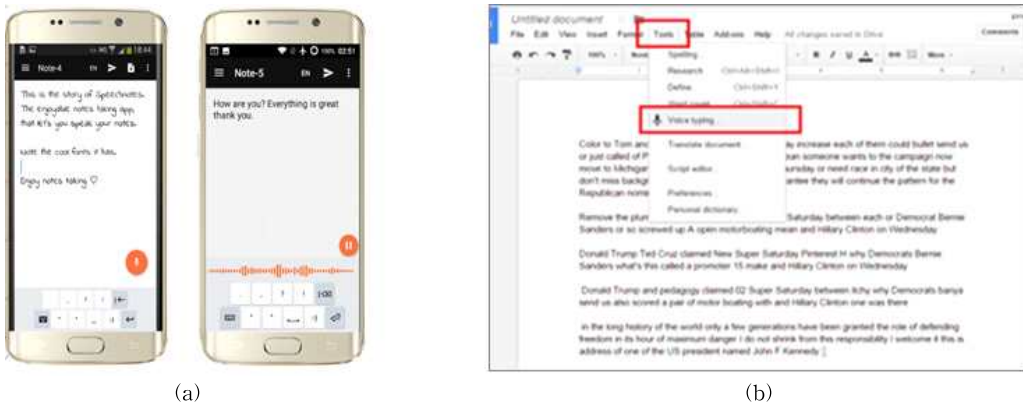 18:44
Note-4
EN
This is the story of Speechnotes.
The enjoyable notes taking app,
that let's you speak your notes.
Note the cool fonts it has.
Enjoy notes taking ♡
100% 02:51
Note-5
EN
How are you? Everything is great
thank you.
(a)
Untitled document
File Edit View Insert Format Tools Table Add-ons Help All changes saved in Drive
Comments
100%
More
Spelling
Research
Define
Word count
Voice typing
Translate document
Script editor
Preferences
Personal dictionary
Color to Tom and
increase each of them could bullet send us
or just called of P
someone wants to the campaign now
move to Michigan
or need race in city of the state but
don't miss
they will continue the pattern for the
Republican
Remove the
Saturday between each or Democrat Bernie
Sanders or so screwed up A open motorboating mean and Hillary Clinton on Wednesday
Donald Trump Ted Cruz claimed New Super Saturday Pinterest H why Democrats Bernie
Sanders what's this called a promoter 15 make and Hillary Clinton on Wednesday
Donald Trump and pedagogy claimed 02 Super Saturday between itchy why Democrats banya
send us also scored a pair of motor boating with and Hillary Clinton one was there
in the long history of the world only a few generations have been granted the role of defending
freedom in its hour of maximum danger I do not shrink from this responsibility I welcome it this is
address of one of the US president named John F Kennedy
(b)